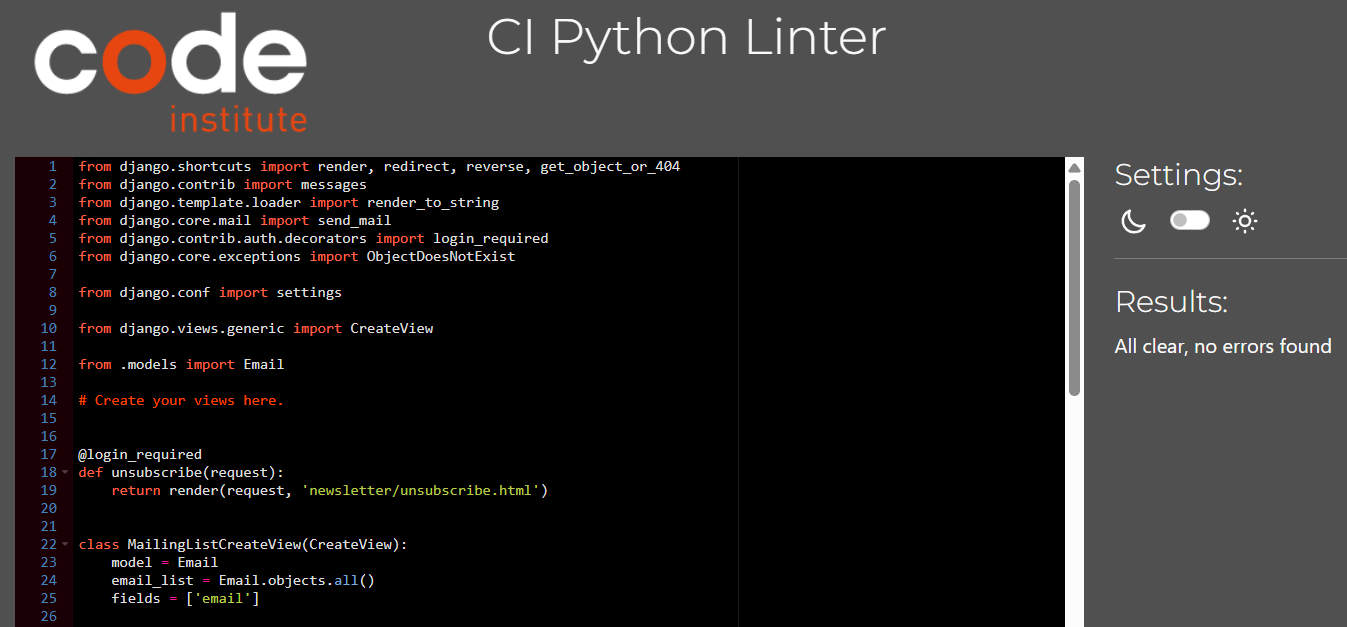 code
institute
CI Python Linter
1 from django.shortcuts import render, redirect, reverse, get_object_or_404
2 from django.contrib import messages
3 from django.template.loader import render_to_string
4 from django.core.mail import send_mail
5 from django.contrib.auth.decorators import login_required
6 from django.core.exceptions import ObjectDoesNotExist
7
8 from django.conf import settings
9
10 from django.views.generic import CreateView
11
12 from .models import Email
13
14 # Create your views here.
15
16
17 @login_required
18 def unsubscribe(request):
19     return render(request, 'newsletter/unsubscribe.html')
20
21
22 class MailingListCreateView(CreateView):
23     model = Email
24     email_list = Email.objects.all()
25     fields = ['email']
26
Settings:
Results:
All clear, no errors found